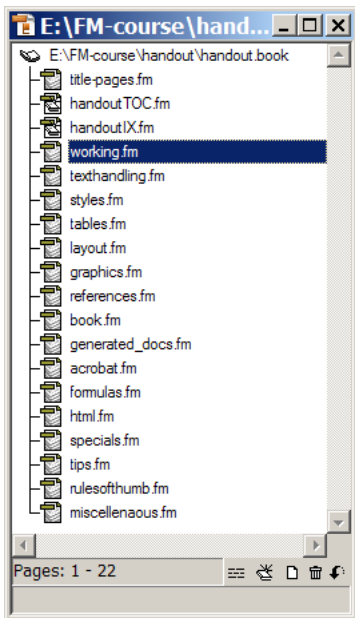 E:\FM-course\hand...
E:\FM-course\handout\handout.book
title-pages.fm
handoutTOC.fm
handoutIX.fm
working.fm
texthandling.fm
styles.fm
tables.fm
layout.fm
graphics.fm
references.fm
book.fm
generated_docs.fm
acrobat.fm
formulas.fm
html.fm
specials.fm
tips.fm
rulesofthumb.fm
miscellenaous.fm
Pages: 1 - 22